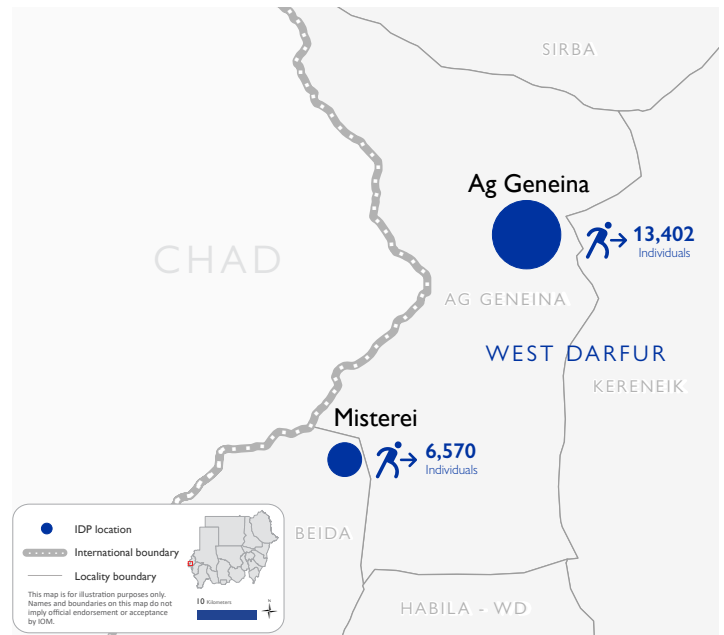 SIRBA
Ag Geneina
13,402
Individuals
CHAD
AG GENEINA
WEST DARFUR
KERENEIK
Misterei
6,570
Individuals
BEIDA
HABILA - WD
IDP location
International boundary
Locality boundary
This map is for illustration purposes only.
Names and boundaries on this map do not
imply official endorsement or acceptance
by IOM.
10 Kilometers
N